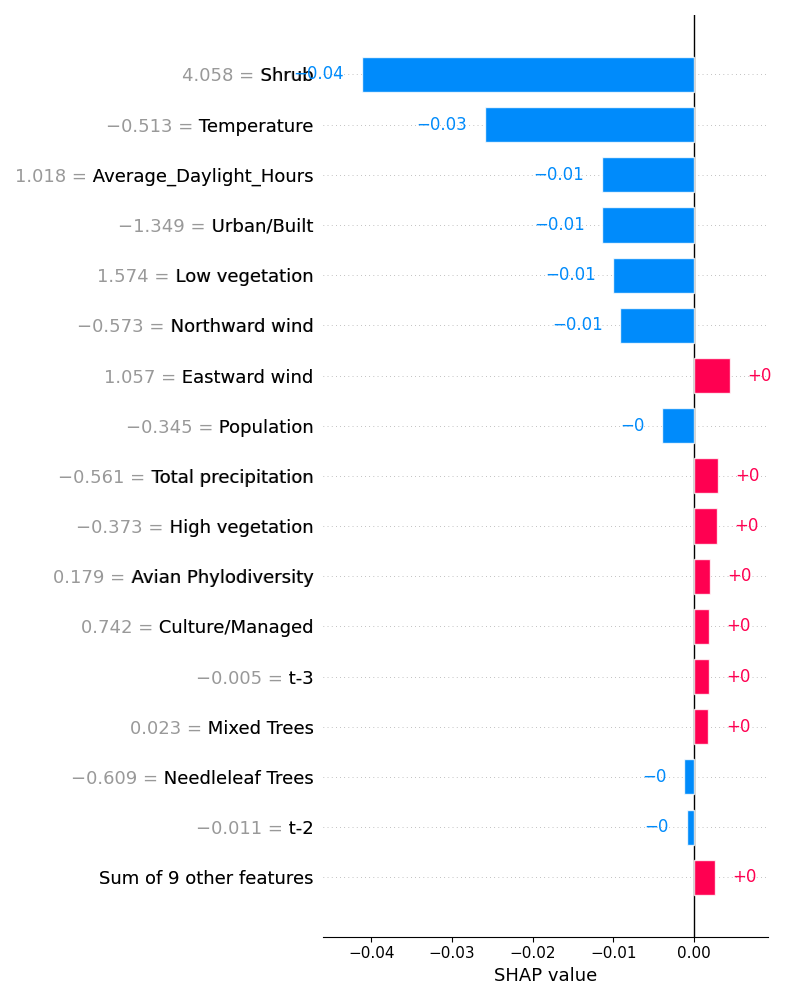 4.058 = Shrub −0.04
−0.513 = Temperature −0.03
1.018 = Average_Daylight_Hours −0.01
−1.349 = Urban/Built −0.01
1.574 = Low vegetation −0.01
−0.573 = Northward wind −0.01
1.057 = Eastward wind +0
−0.345 = Population −0
−0.561 = Total precipitation +0
−0.373 = High vegetation +0
0.179 = Avian Phylodiversity +0
0.742 = Culture/Managed +0
−0.005 = t-3 +0
0.023 = Mixed Trees +0
−0.609 = Needleleaf Trees −0
−0.011 = t-2 −0
Sum of 9 other features +0
−0.04 −0.03 −0.02 −0.01 0.00
SHAP value